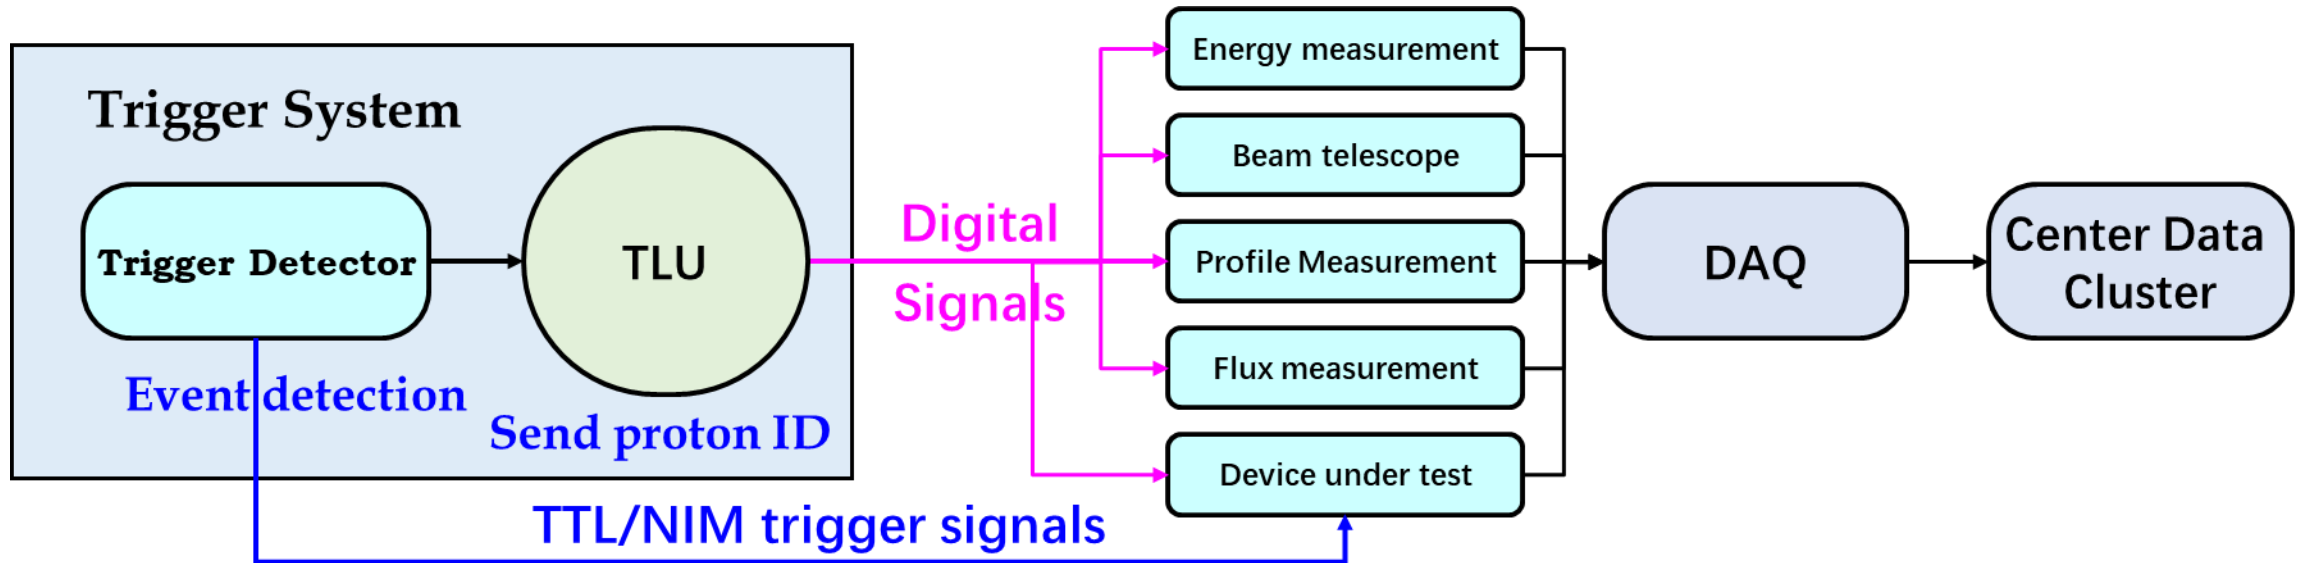 Trigger System
Trigger Detector
TLU
Event detection
Send proton ID
Digital
Signals
TTL/NIM trigger signals
Energy measurement
Beam telescope
Profile Measurement
Flux measurement
Device under test
DAQ
Center Data
Cluster